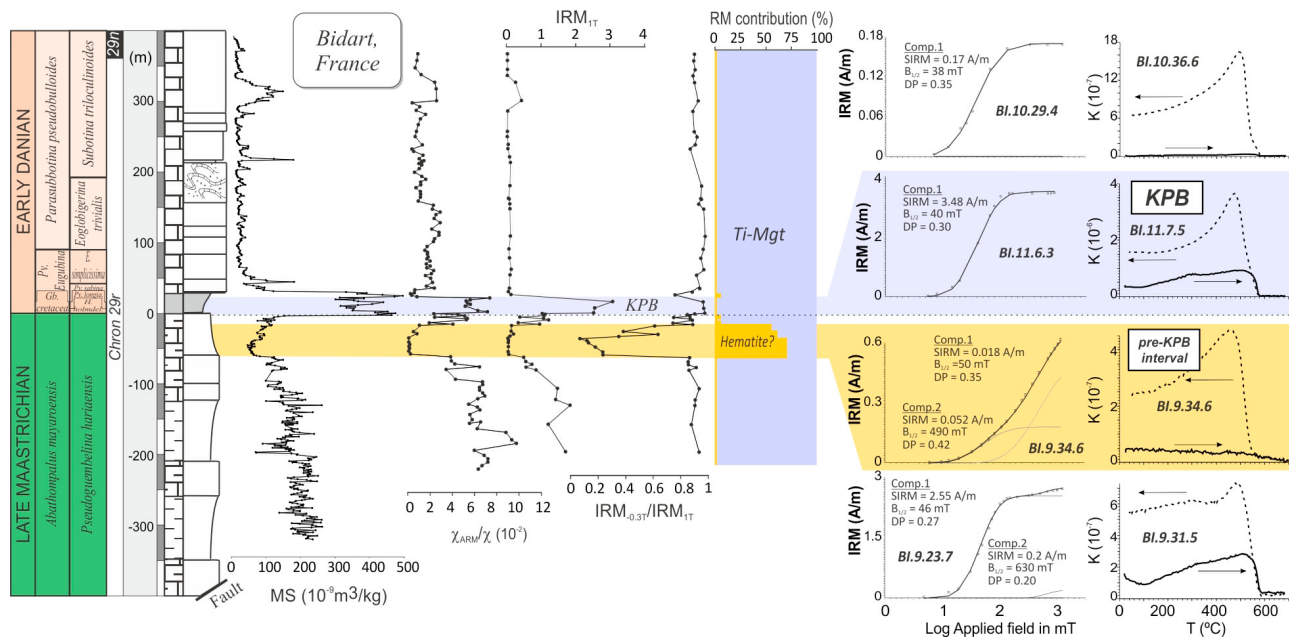 Bidart,
France
29n
(m)
300
200
100
0
-100
-200
-300
EARLY DANIAN
LATE MAASTRICHIAN
Parasubbotina pseudobulloides
Subotina triloculinoides
Eoglobigerina
trivialis
Pv.
Eugubina
E
simplicissima
Pv. sabina
Pv. longa
Gb.
cretacea
H.
Abathompalus mayaroensis
Pseudoguembelina hariaensis
Chron 29r
Fault
0 100 200 300 400 500
MS (10⁻⁹m³/kg)
0 2 4 6 8 10 12
χARM/χ (10⁻²)
IRM1T
0 1 2 3 4
0 0.2 0.4 0.6 0.8 1
IRM-0.3T/IRM1T
RM contribution (%)
0 25 50 75 100
Ti-Mgt
KPB
Hematite?
0.18
0.12
0.06
0
IRM (A/m)
Comp.1
SIRM = 0.17 A/m
B1/2 = 38 mT
DP = 0.35
BI.10.29.4
18
12
6
0
K (10⁻⁷)
BI.10.36.6
4
2
0
IRM (A/m)
Comp.1
SIRM = 3.48 A/m
B1/2 = 40 mT
DP = 0.30
BI.11.6.3
4
3
2
1
0
K (10⁻⁶)
KPB
BI.11.7.5
0.6
0.3
0
IRM (A/m)
Comp.1
SIRM = 0.018 A/m
B1/2 =50 mT
DP = 0.35
Comp.2
SIRM = 0.052 A/m
B1/2 = 490 mT
DP = 0.42
BI.9.34.6
4
2
0
K (10⁻⁷)
pre-KPB
interval
BI.9.34.6
3
2
1
0
IRM (A/m)
Comp.1
SIRM = 2.55 A/m
B1/2 = 46 mT
DP = 0.27
Comp.2
SIRM = 0.2 A/m
B1/2 = 630 mT
DP = 0.20
BI.9.23.7
0 1 2 3
Log Applied field in mT
6
4
2
0
K (10⁻⁷)
BI.9.31.5
0 200 400 600
T (ºC)